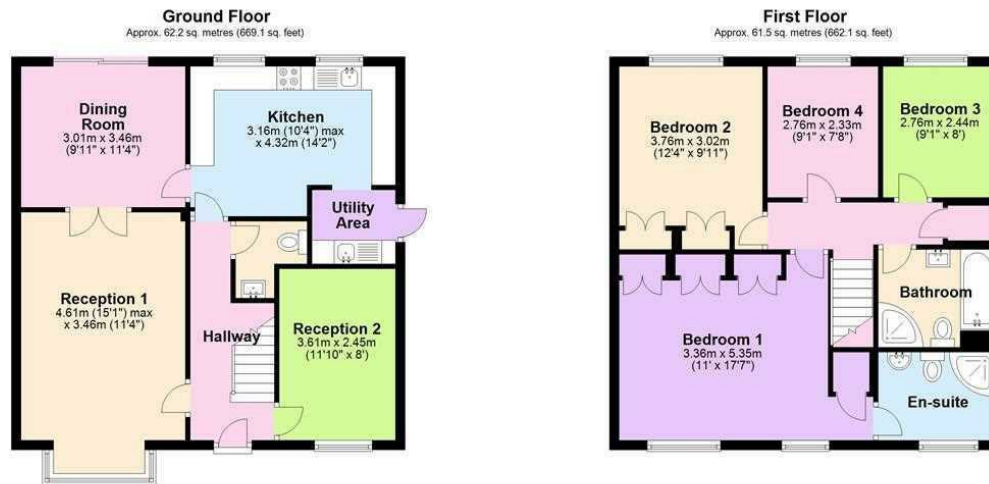 Ground Floor
Approx. 62.2 sq. metres (669.1 sq. feet)
Dining
Room
3.01m x 3.46m
(9'11" x 11'4")
Kitchen
3.16m (10'4") max
x 4.32m (14'2")
Utility
Area
Reception 1
4.61m (15'1") max
x 3.46m (11'4")
Hallway
Reception 2
3.61m x 2.45m
(11'10" x 8')
First Floor
Approx. 61.5 sq. metres (662.1 sq. feet)
Bedroom 2
3.76m x 3.02m
(12'4" x 9'11")
Bedroom 4
2.76m x 2.33m
(9'1" x 7'8")
Bedroom 3
2.76m x 2.44m
(9'1" x 8')
Bathroom
Bedroom 1
3.36m x 5.35m
(11' x 17'7")
En-suite